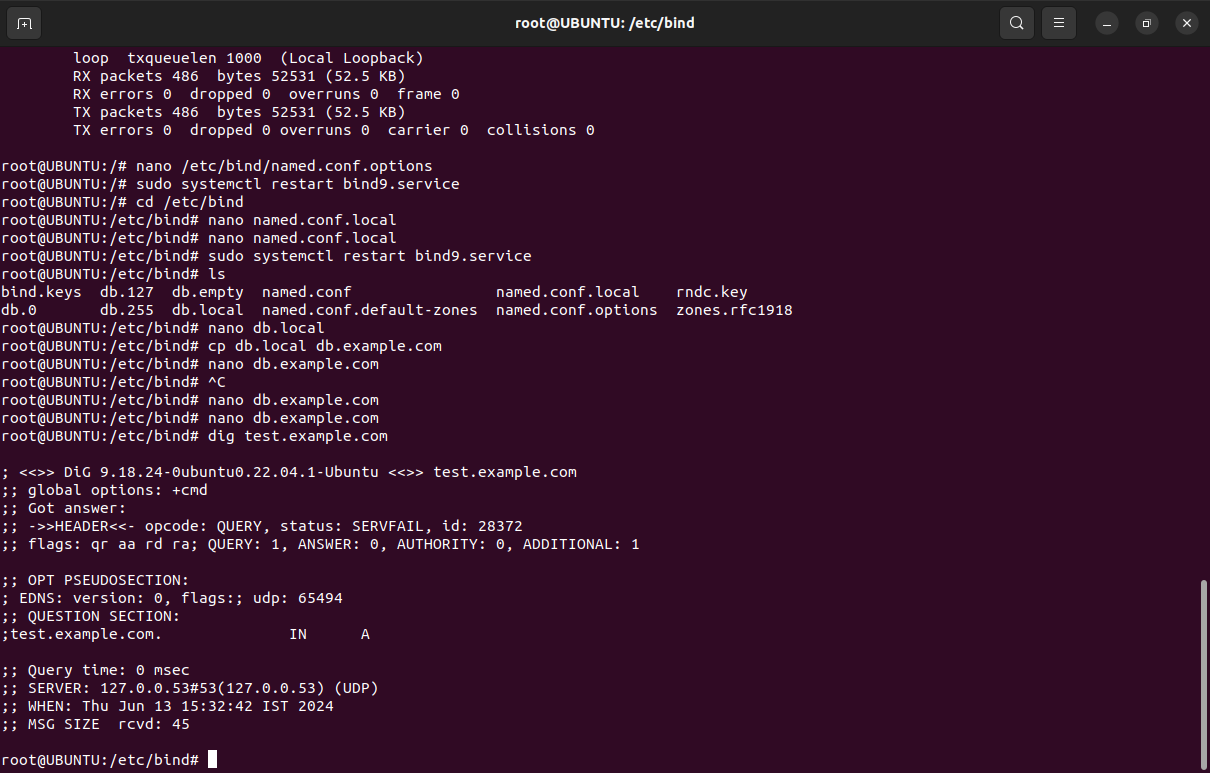 root@UBUNTU: /etc/bind
loop  txqueuelen 1000  (Local Loopback)
RX packets 486  bytes 52531 (52.5 KB)
RX errors 0  dropped 0  overruns 0  frame 0
TX packets 486  bytes 52531 (52.5 KB)
TX errors 0  dropped 0 overruns 0  carrier 0  collisions 0
root@UBUNTU:/# nano /etc/bind/named.conf.options
root@UBUNTU:/# sudo systemctl restart bind9.service
root@UBUNTU:/# cd /etc/bind
root@UBUNTU:/etc/bind# nano named.conf.local
root@UBUNTU:/etc/bind# nano named.conf.local
root@UBUNTU:/etc/bind# sudo systemctl restart bind9.service
root@UBUNTU:/etc/bind# ls
bind.keys  db.127  db.empty  named.conf                named.conf.local    rndc.key
db.0       db.255  db.local  named.conf.default-zones  named.conf.options  zones.rfc1918
root@UBUNTU:/etc/bind# nano db.local
root@UBUNTU:/etc/bind# cp db.local db.example.com
root@UBUNTU:/etc/bind# nano db.example.com
root@UBUNTU:/etc/bind# ^C
root@UBUNTU:/etc/bind# nano db.example.com
root@UBUNTU:/etc/bind# nano db.example.com
root@UBUNTU:/etc/bind# dig test.example.com
; <<>> DiG 9.18.24-0ubuntu0.22.04.1-Ubuntu <<>> test.example.com
;; global options: +cmd
;; Got answer:
;; ->>HEADER<<- opcode: QUERY, status: SERVFAIL, id: 28372
;; flags: qr aa rd ra; QUERY: 1, ANSWER: 0, AUTHORITY: 0, ADDITIONAL: 1
;; OPT PSEUDOSECTION:
; EDNS: version: 0, flags:; udp: 65494
;; QUESTION SECTION:
;test.example.com.              IN      A
;; Query time: 0 msec
;; SERVER: 127.0.0.53#53(127.0.0.53) (UDP)
;; WHEN: Thu Jun 13 15:32:42 IST 2024
;; MSG SIZE  rcvd: 45
root@UBUNTU:/etc/bind#